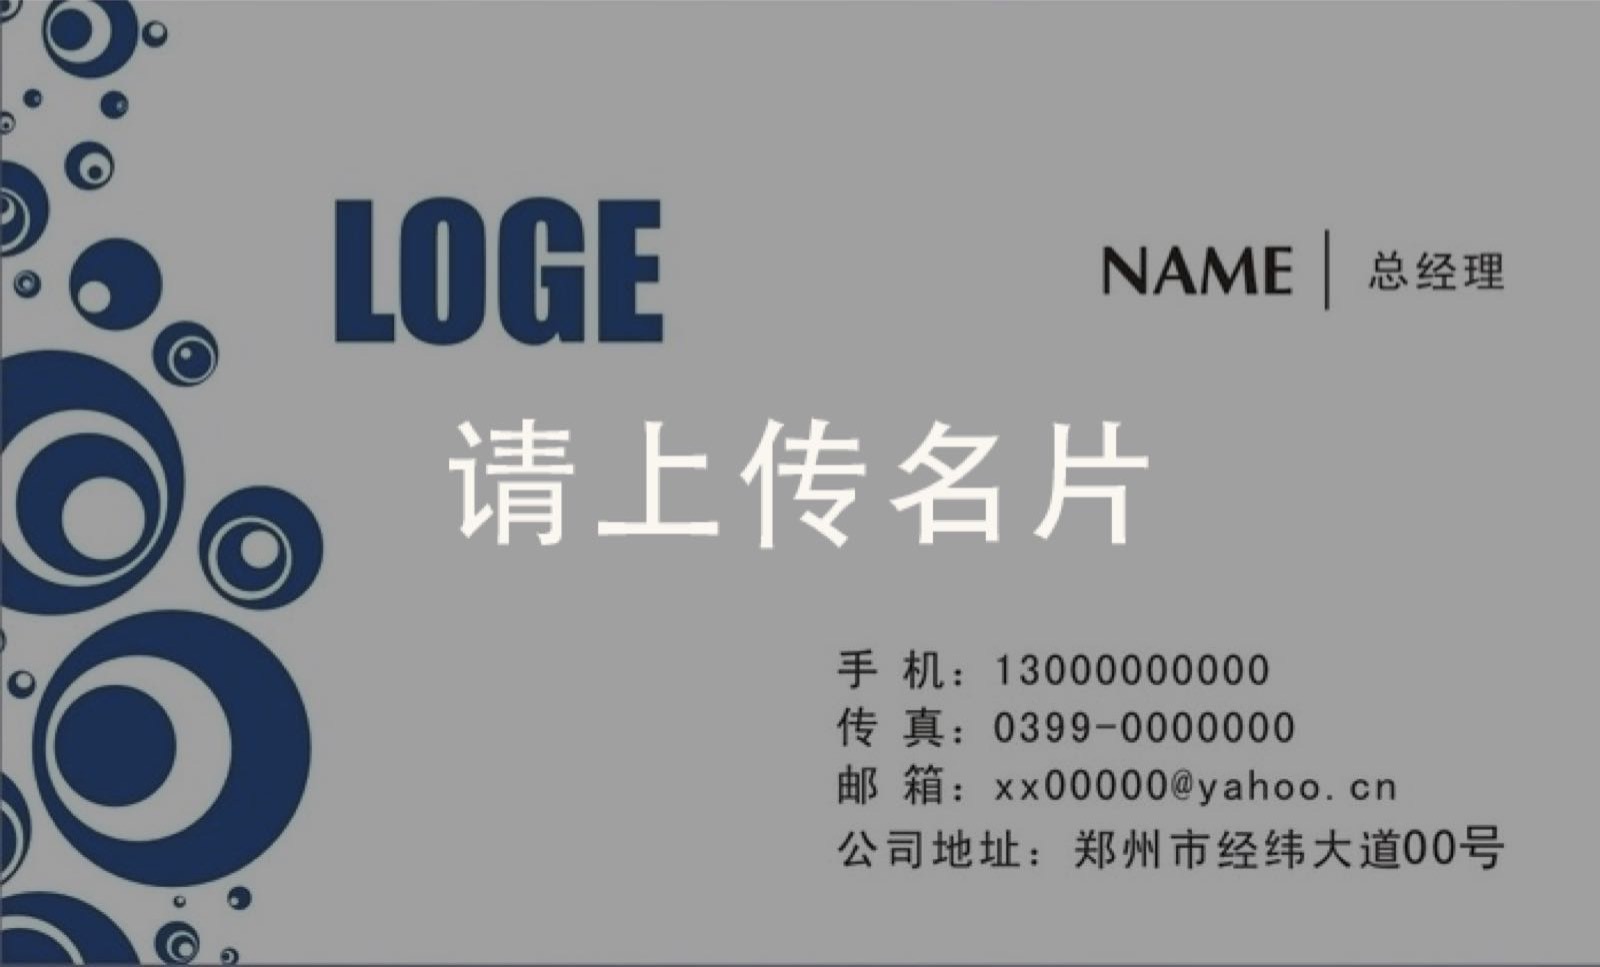 LOGE
NAME 总经理
请上传名片
手 机：13000000000
传 真：0399-0000000
邮 箱：xx00000@yahoo.cn
公司地址：郑州市经纬大道00号